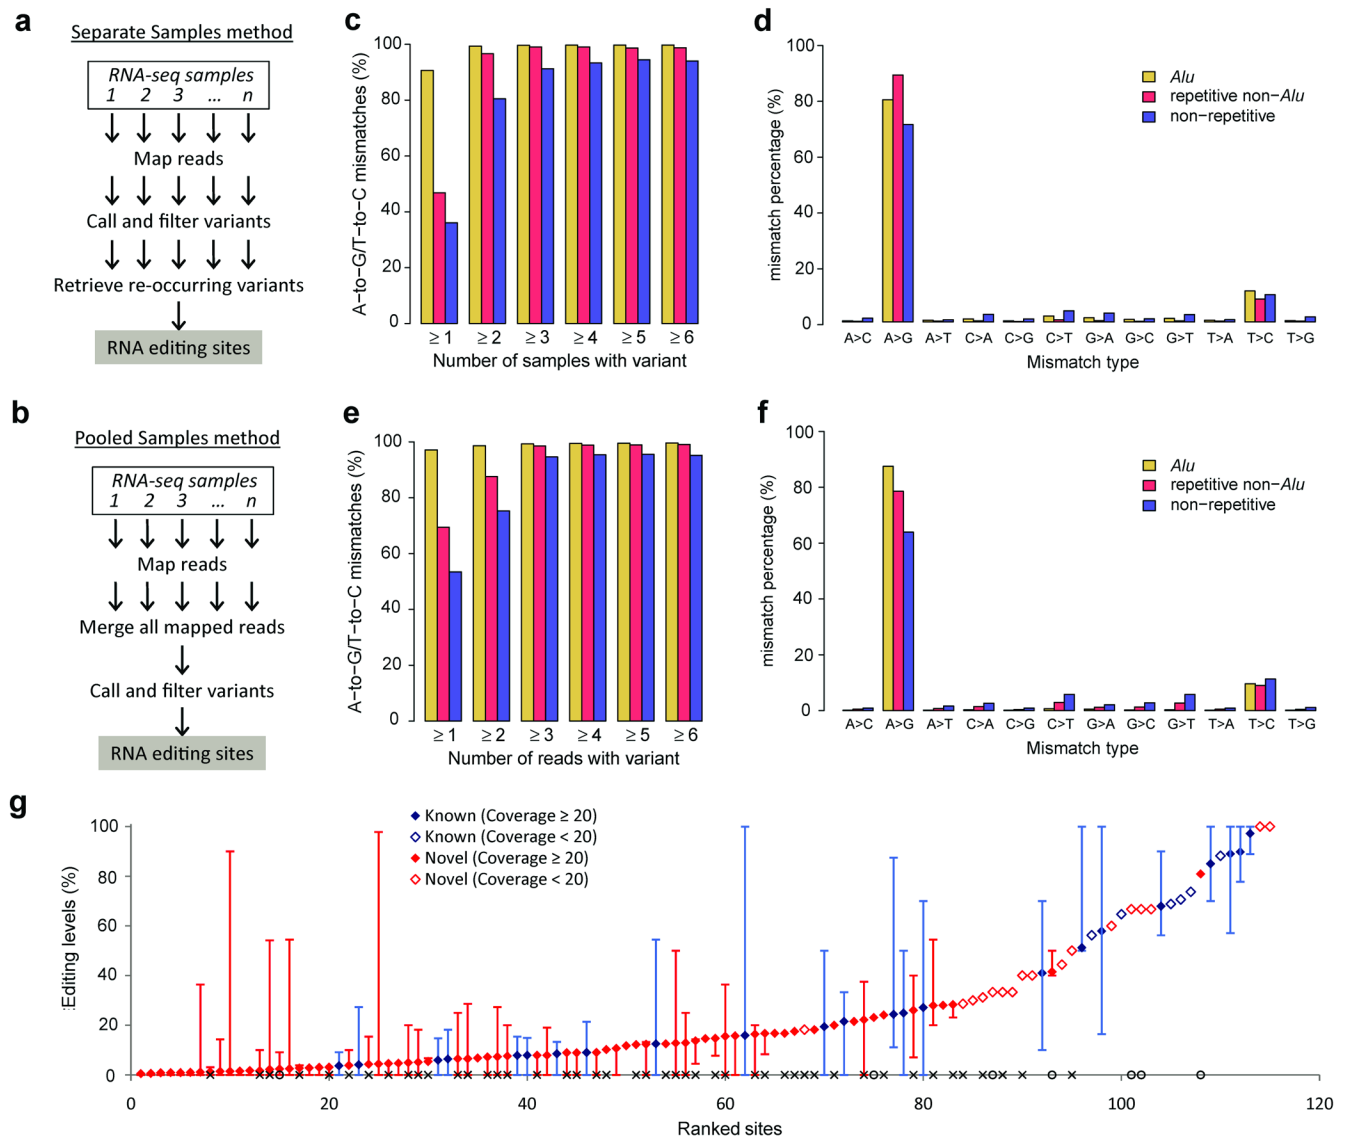 a
Separate Samples method
RNA-seq samples
1 2 3 ... n
Map reads
Call and filter variants
Retrieve re-occurring variants
RNA editing sites
b
Pooled Samples method
RNA-seq samples
1 2 3 ... n
Map reads
Merge all mapped reads
Call and filter variants
RNA editing sites
c
A−to−G/T−to−C mismatches (%)
100
80
60
40
20
0
≥ 1 ≥ 2 ≥ 3 ≥ 4 ≥ 5 ≥ 6
Number of samples with variant
d
mismatch percentage (%)
100
80
60
40
20
0
Alu
repetitive non−Alu
non−repetitive
A>C A>G A>T C>A C>G C>T G>A G>C G>T T>A T>C T>G
Mismatch type
e
A−to−G/T−to−C mismatches (%)
100
80
60
40
20
0
≥ 1 ≥ 2 ≥ 3 ≥ 4 ≥ 5 ≥ 6
Number of reads with variant
f
mismatch percentage (%)
100
80
60
40
20
0
Alu
repetitive non−Alu
non−repetitive
A>C A>G A>T C>A C>G C>T G>A G>C G>T T>A T>C T>G
Mismatch type
g
Editing levels (%)
100
80
60
40
20
0
Known (Coverage ≥ 20)
Known (Coverage < 20)
Novel (Coverage ≥ 20)
Novel (Coverage < 20)
0 20 40 60 80 100 120
Ranked sites